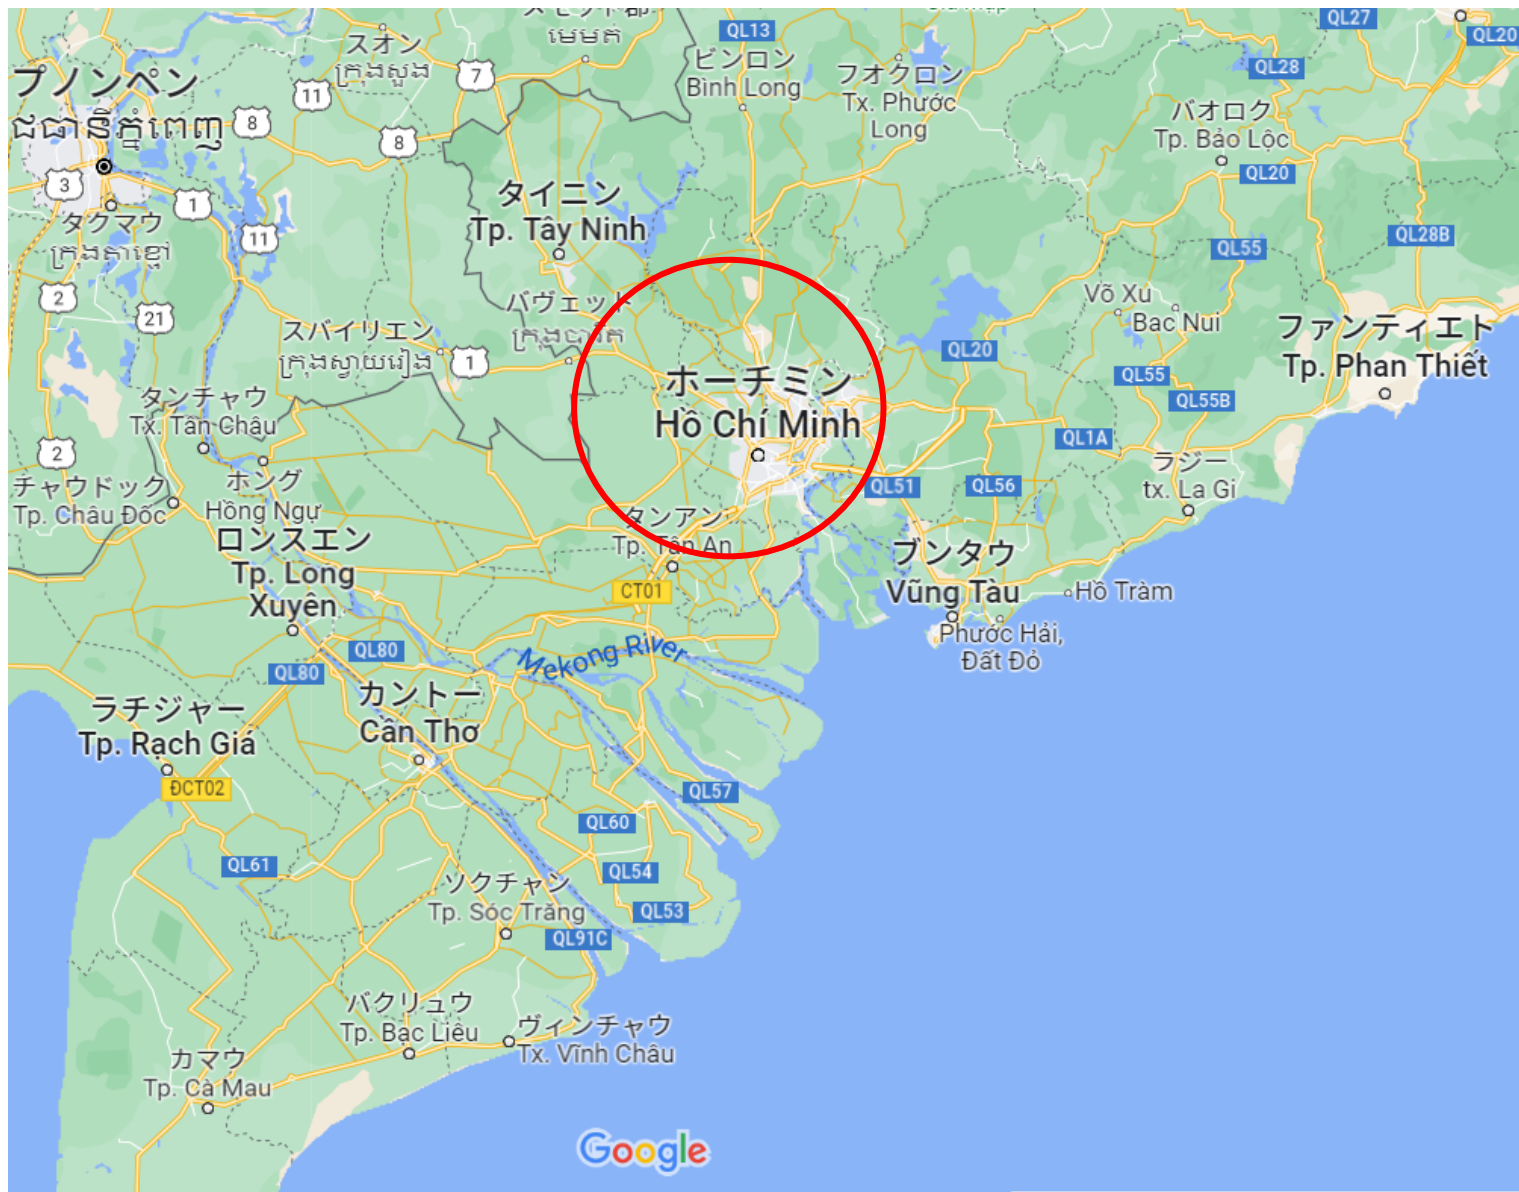 QL27
QL20
QL13
スオン
ក្រុងសួង
មេមត់
7
ビンロン
Bình Long
フオクロン
Tx. Phước
Long
QL28
プノンペン
រាជធានីភ្នំពេញ
11
8
8
バオロク
Tp. Bảo Lộc
QL20
3
1
タイニン
Tp. Tây Ninh
タクマウ
ក្រុងតាខ្មៅ
11
QL55
QL28B
2
21
バヴェット
ក្រុងបាវិត
Võ Xu
Bac Nui
ファンティエト
Tp. Phan Thiết
スバイリエン
ក្រុងស្វាយរៀង
1
QL20
ホーチミン
Hồ Chí Minh
QL55
QL55B
タンチャウ
Tx. Tân Châu
QL1A
2
チャウドック
Tp. Châu Đốc
ホング
Hồng Ngự
ラジー
tx. La Gi
QL51
QL56
タンアン
Tp. Tân An
ロンスエン
Tp. Long
Xuyên
ブンタウ
Vũng Tàu
CT01
Hồ Tràm
Phước Hải,
Đất Đỏ
QL80
QL80
Mekong River
ラチジャー
Tp. Rạch Giá
カントー
Cần Thơ
ĐCT02
QL57
QL60
QL61
QL54
ソクチャン
Tp. Sóc Trăng
QL53
QL91C
バクリュウ
Tp. Bạc Liêu
ヴィンチャウ
Tx. Vĩnh Châu
カマウ
Tp. Cà Mau
Google